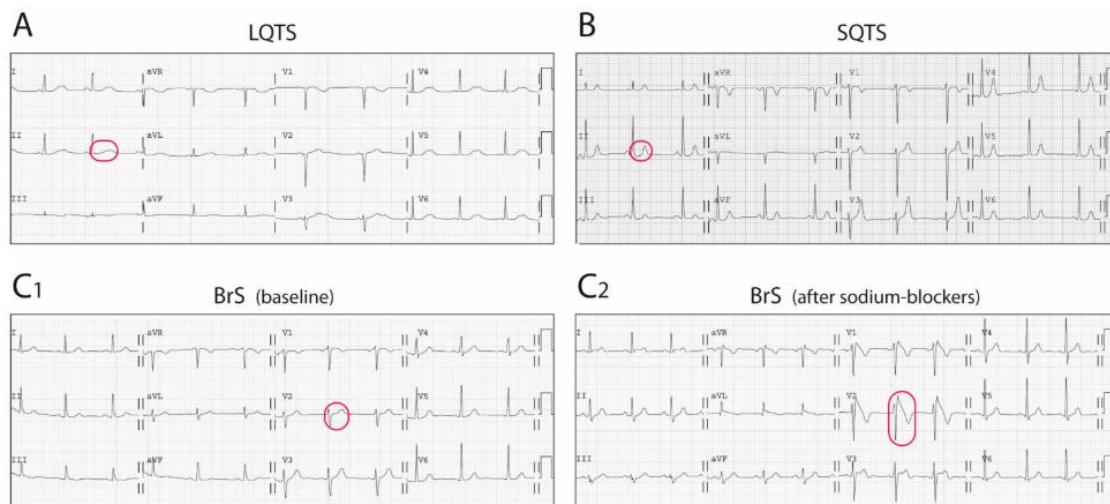 A
LQTS
I aVR V1 V4
II aVL V2 V5
III aVF V3 V6
B
SQTS
I aVR V1 V4
II aVL V2 V5
III aVF V3 V6
C1
BrS (baseline)
I aVR V1 V4
II aVL V2 V5
III aVF V3 V6
C2
BrS (after sodium-blockers)
I aVR V1 V4
II aVL V2 V5
III aVF V3 V6